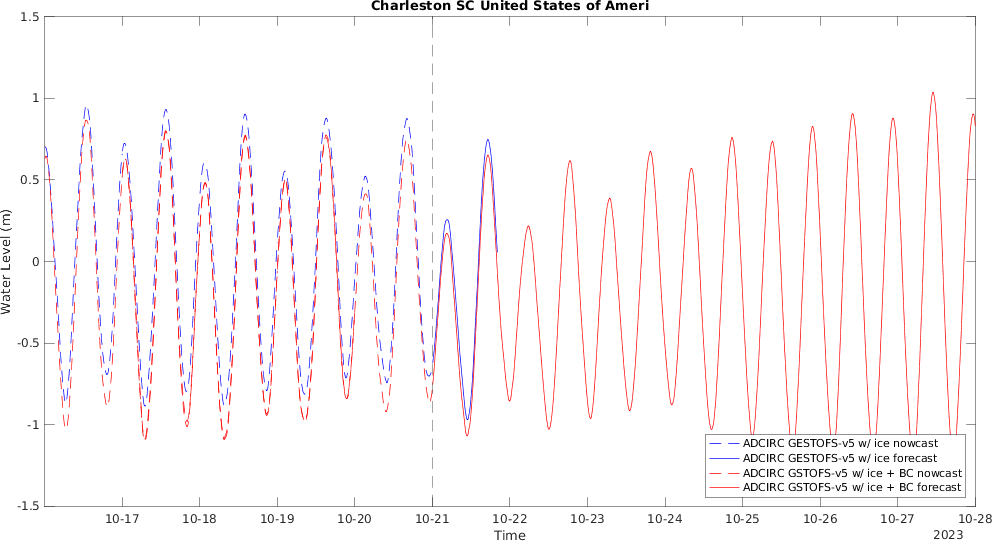 Charleston SC United States of Ameri
1.5
1
0.5
0
-0.5
-1
-1.5
Water Level (m)
10-17 10-18 10-19 10-20 10-21 10-22 10-23 10-24 10-25 10-26 10-27 10-28
Time
2023
ADCIRC GESTOFS-v5 w/ ice nowcast
ADCIRC GESTOFS-v5 w/ ice forecast
ADCIRC GSTOFS-v5 w/ ice + BC nowcast
ADCIRC GSTOFS-v5 w/ ice + BC forecast